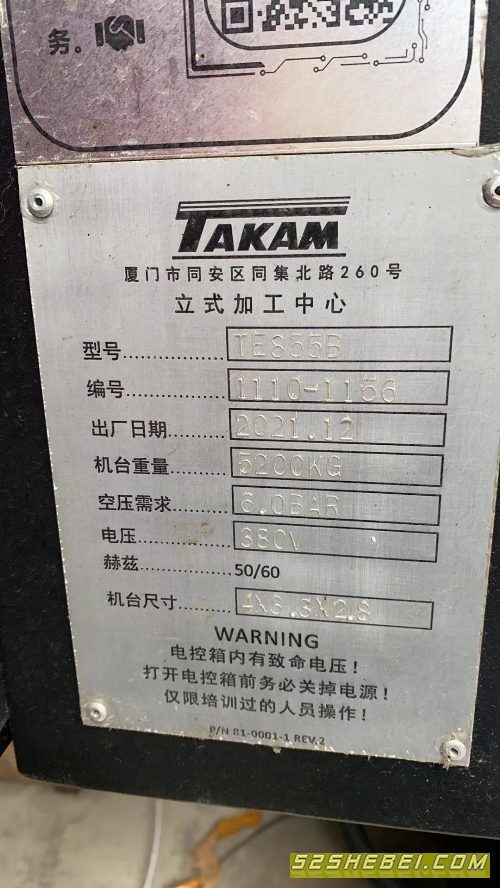 务。
TAKAM
厦门市同安区同集北路260号
立式加工中心
型号............... TE855B
编号............... 1110-1156
出厂日期.......... 2021.12
机台重量.......... 5200KG
空压需求.......... 6.0BAR
电压............... 380V
赫兹............... 50/60
机台尺寸.......... 4X3.3X2.8
WARNING
电控箱内有致命电压！
打开电控箱前务必关掉电源！
仅限培训过的人员操作！
P/N 81-0001-1 REV.2
52SHEBEI.COM